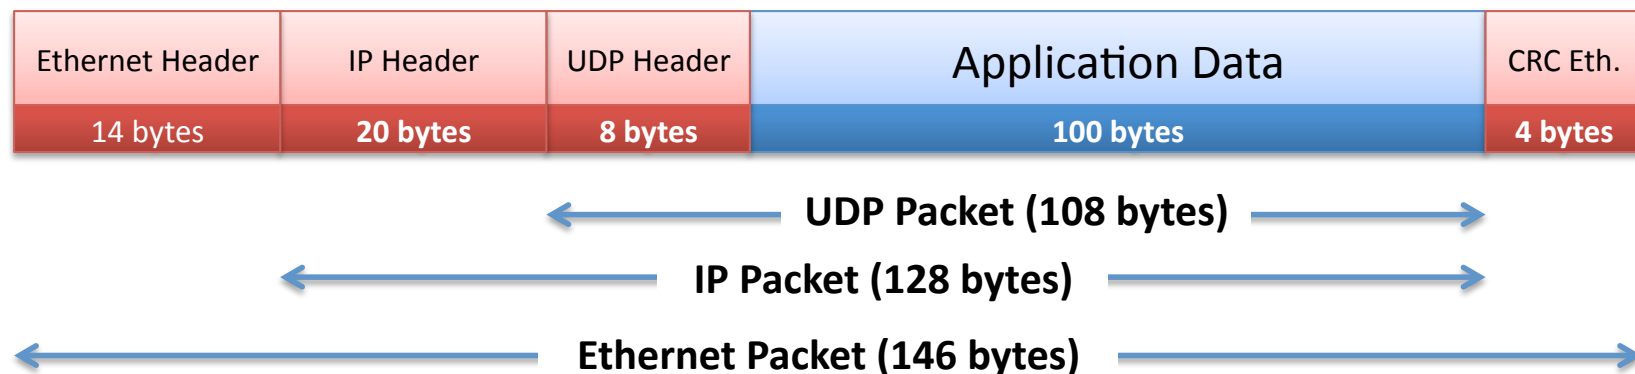 Ethernet Header IP Header UDP Header Application Data CRC Eth.
14 bytes 20 bytes 8 bytes 100 bytes 4 bytes
UDP Packet (108 bytes)
IP Packet (128 bytes)
Ethernet Packet (146 bytes)